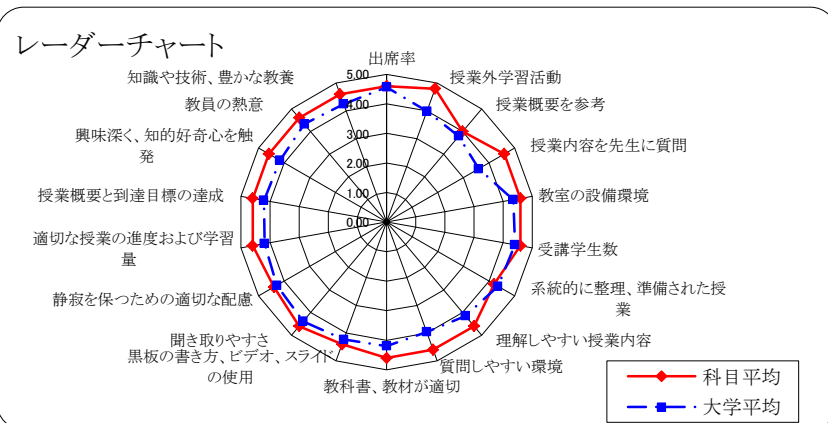 レーダーチャート
出席率
授業外学習活動
授業概要を参考
授業内容を先生に質問
教室の設備環境
受講学生数
系統的に整理、準備された授
業
理解しやすい授業内容
質問しやすい環境
教科書、教材が適切
黒板の書き方、ビデオ、スライド
の使用
聞き取りやすさ
静寂を保つための適切な配慮
適切な授業の進度および学習
量
授業概要と到達目標の達成
興味深く、知的好奇心を触
発
教員の熱意
知識や技術、豊かな教養
5.00
4.00
3.00
2.00
1.00
0.00
科目平均
大学平均